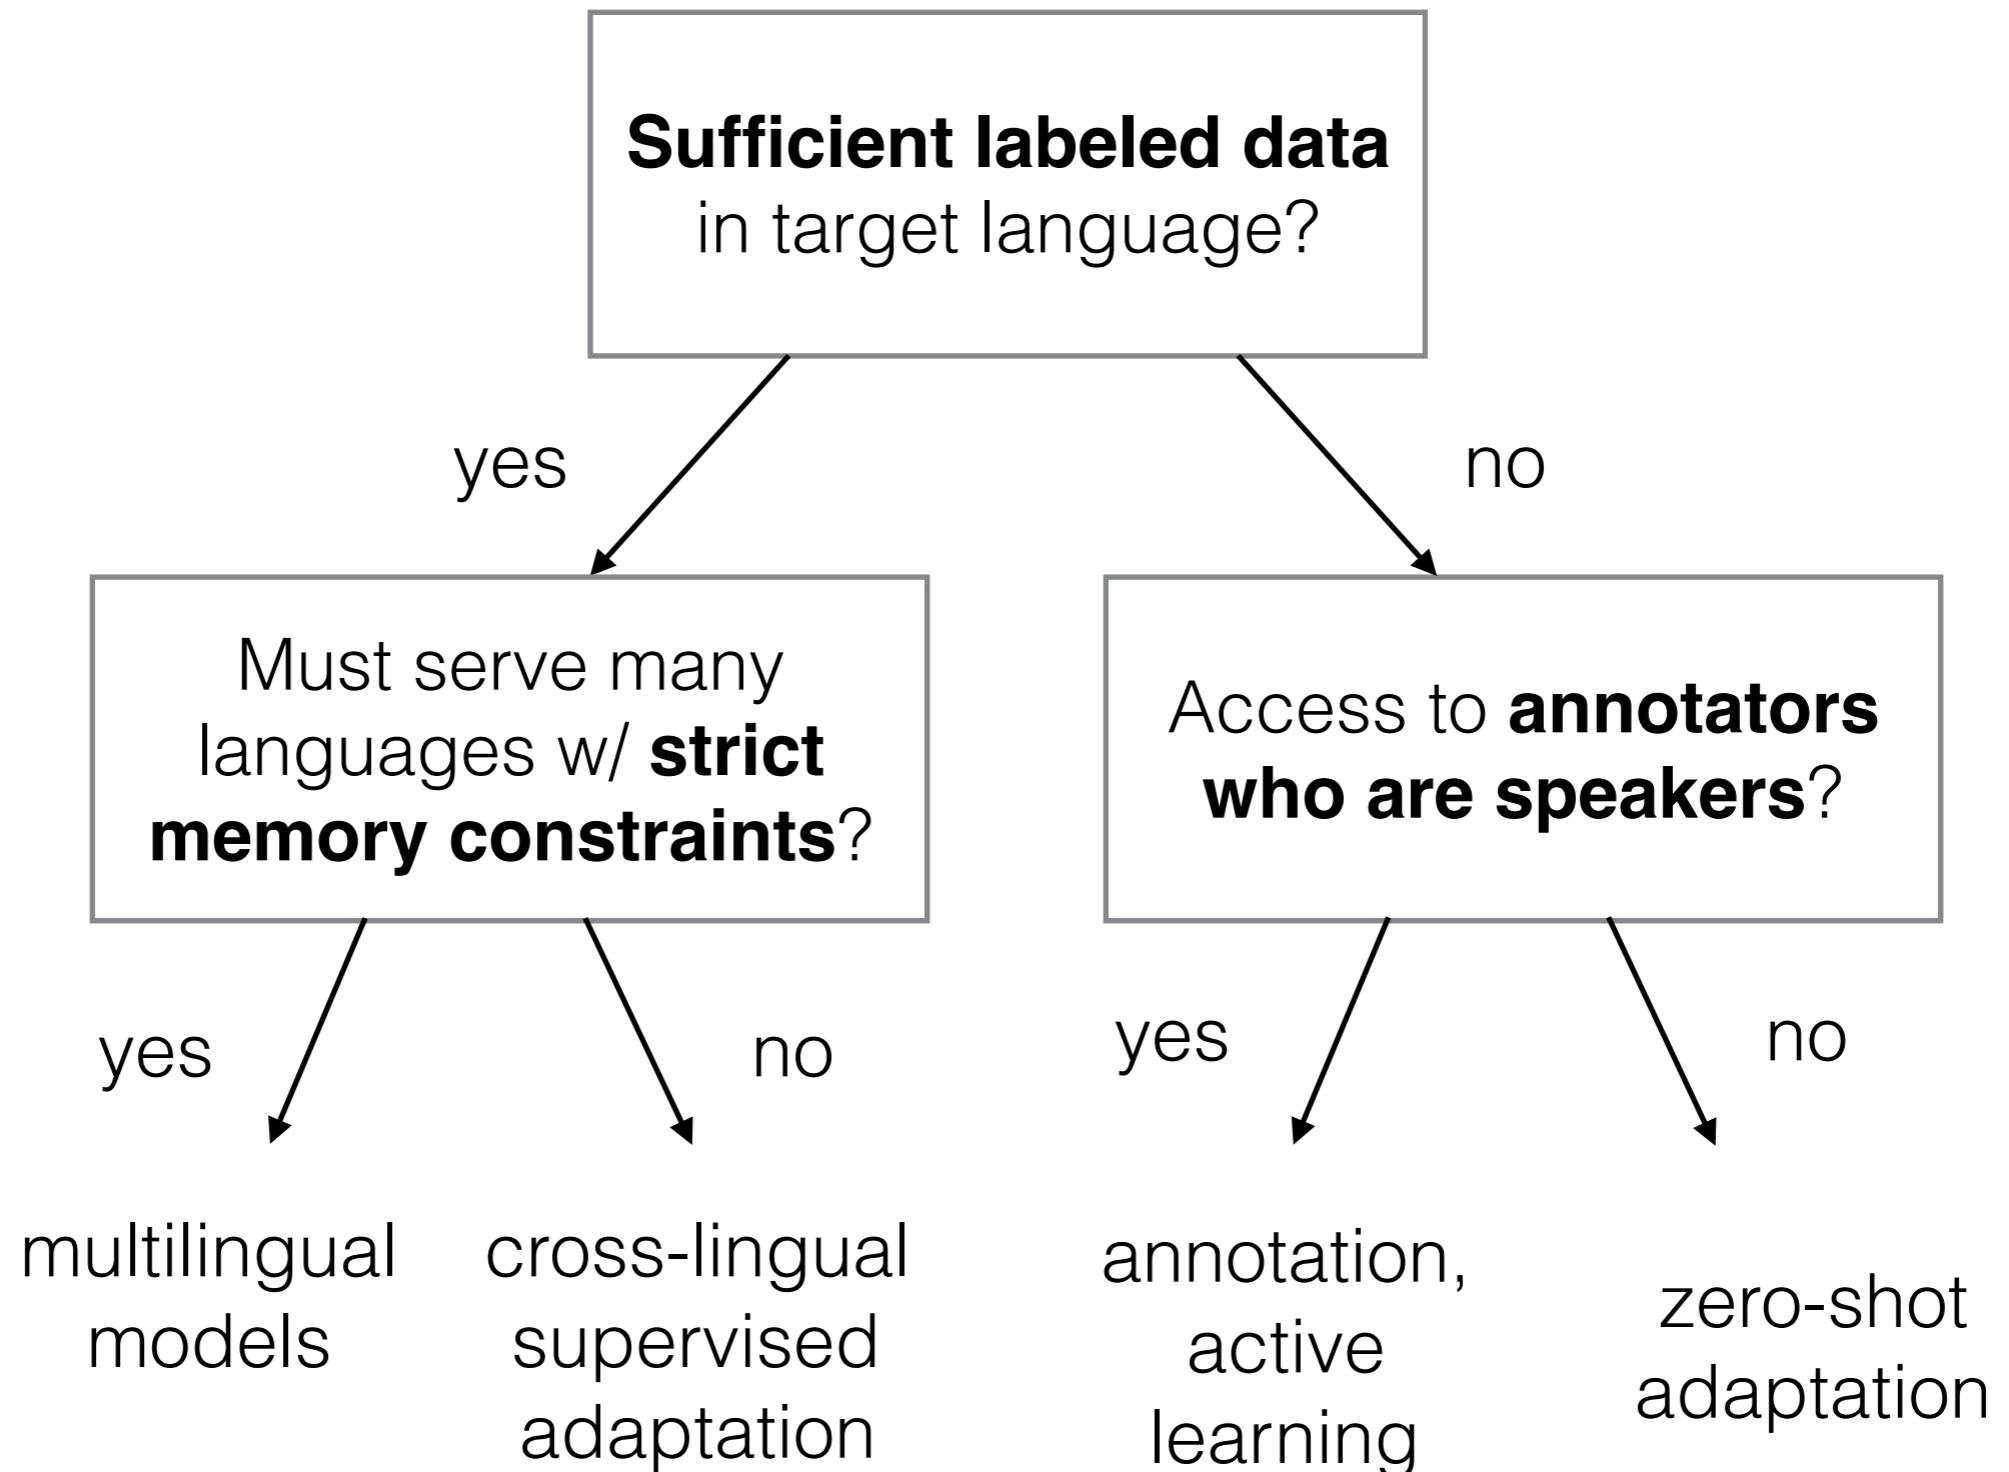 Sufficient labeled data
in target language?
yes
no
Must serve many
languages w/ strict
memory constraints?
Access to annotators
who are speakers?
yes
no
yes
no
multilingual
models
cross-lingual
supervised
adaptation
annotation,
active
learning
zero-shot
adaptation